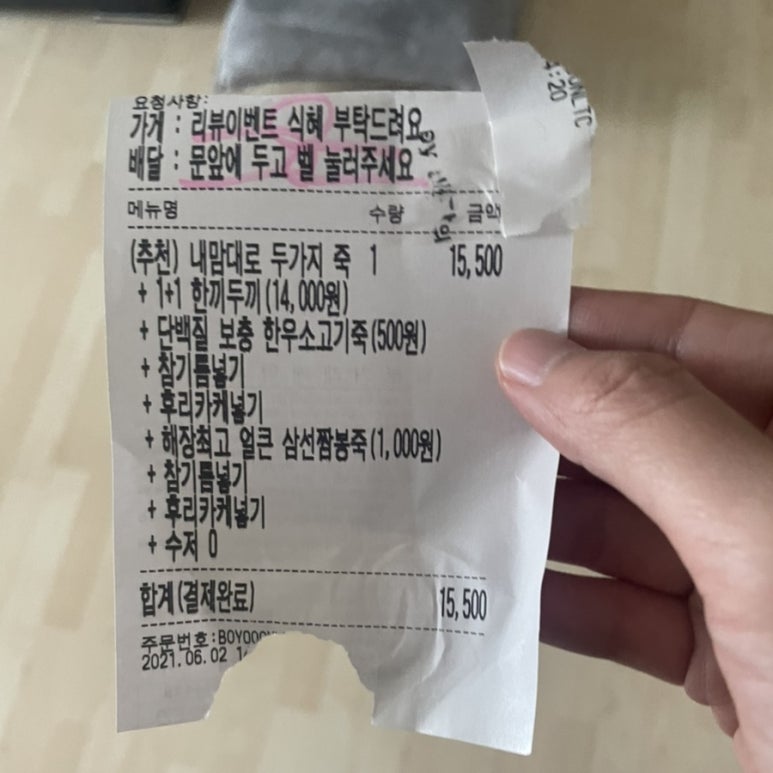 요청사항:
가게 : 리뷰이벤트 식혜 부탁드려요
배달 : 문앞에 두고 벨 눌러주세요
메뉴명 수량 금액
(추천) 내맘대로 두가지 죽 1 15,500
+ 1+1 한끼두끼(14,000원)
+ 단백질 보충 한우소고기죽(500원)
+ 참기름넣기
+ 후리카케넣기
+ 해장최고 얼큰 삼선짬뽕죽(1,000원)
+ 참기름넣기
+ 후리카케넣기
+ 수저 0
합계(결제완료) 15,500
주문번호:B0Y000
2021.06.02
:20